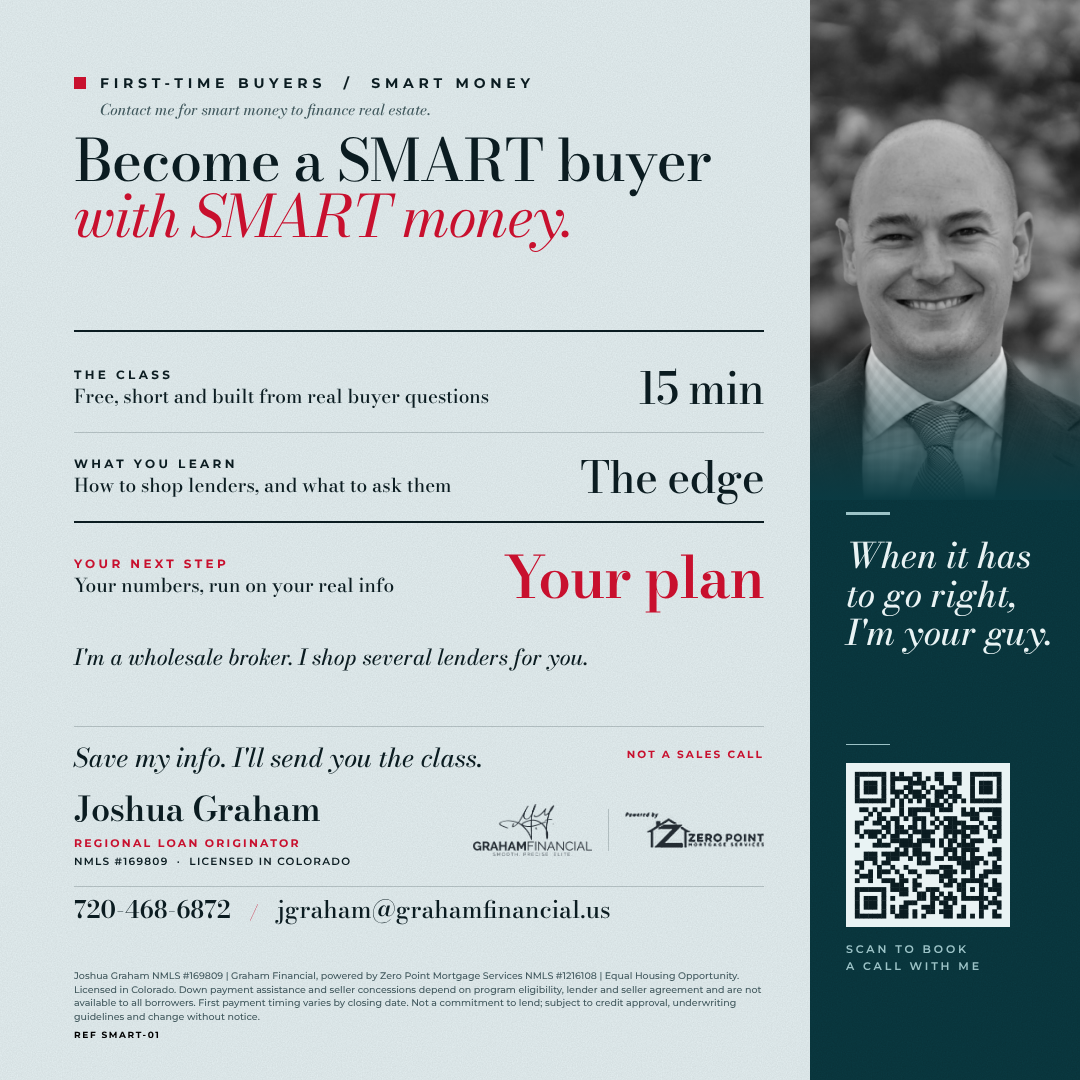 FIRST-TIME BUYERS / SMART MONEY
Contact me for smart money to finance real estate.
Become a SMART buyer
with SMART money.
THE CLASS
Free, short and built from real buyer questions
15 min
WHAT YOU LEARN
How to shop lenders, and what to ask them
The edge
YOUR NEXT STEP
Your numbers, run on your real info
Your plan
I'm a wholesale broker. I shop several lenders for you.
Save my info. I'll send you the class.
NOT A SALES CALL
Joshua Graham
REGIONAL LOAN ORIGINATOR
NMLS #169809 · LICENSED IN COLORADO
GRAHAMFINANCIAL
SMOOTH. PRECISE. ELITE.
Powered by
ZERO POINT
MORTGAGE SERVICES
720-468-6872 / jgraham@grahamfinancial.us
Joshua Graham NMLS #169809 | Graham Financial, powered by Zero Point Mortgage Services NMLS #1216108 | Equal Housing Opportunity.
Licensed in Colorado. Down payment assistance and seller concessions depend on program eligibility, lender and seller agreement and are not
available to all borrowers. First payment timing varies by closing date. Not a commitment to lend; subject to credit approval, underwriting
guidelines and change without notice.
REF SMART-01
When it has
to go right,
I'm your guy.
SCAN TO BOOK
A CALL WITH ME